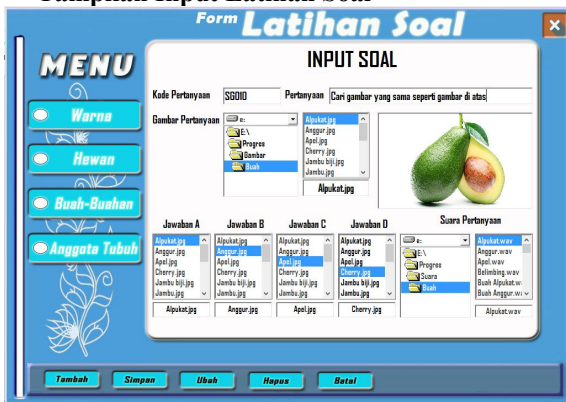 Tampilan Input Latihan Soal
Form Latihan Soal
MENU
Warna
Hewan
Buah-Buahan
Anggota Tubuh
INPUT SOAL
Kode Pertanyaan SG010 Pertanyaan Cari gambar yang sama seperti gambar di atas
Gambar Pertanyaan
e:
E:\
Progres
Gambar
Buah
Alpukat.jpg
Anggur.jpg
Apel.jpg
Cherry.jpg
Jambu biji.jpg
Jambu.jpg
Alpukat.jpg
Jawaban A
Alpukat.jpg
Anggur.jpg
Apel.jpg
Cherry.jpg
Jambu biji.jpg
Jambu.jpg
Alpukat.jpg
Jawaban B
Alpukat.jpg
Anggur.jpg
Apel.jpg
Cherry.jpg
Jambu biji.jpg
Jambu.jpg
Anggur.jpg
Jawaban C
Alpukat.jpg
Anggur.jpg
Apel.jpg
Cherry.jpg
Jambu biji.jpg
Jambu.jpg
Apel.jpg
Jawaban D
Alpukat.jpg
Anggur.jpg
Apel.jpg
Cherry.jpg
Jambu biji.jpg
Jambu.jpg
Cherry.jpg
Suara Pertanyaan
e:
E:\
Progres
Suara
Buah
Alpukat.wav
Anggur.wav
Apel.wav
Belimbing.wav
Buah Alpukat.w
Buah Anggur.w
Alpukat.wav
Tambah Simpan Ubah Hapus Batal